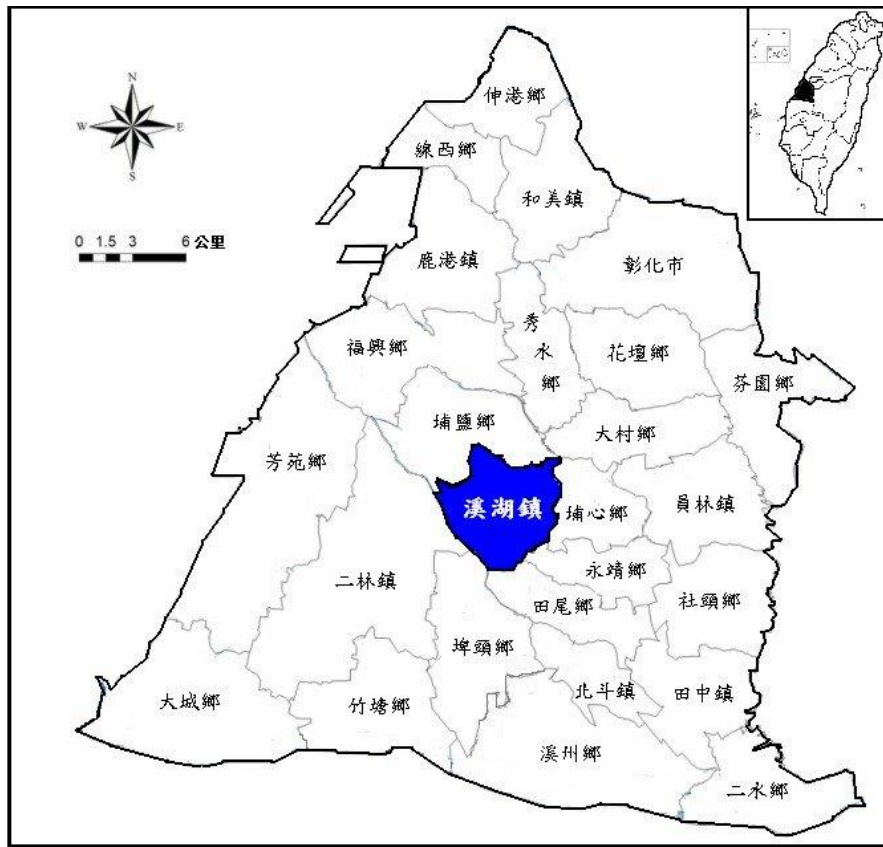 N
W E
S
0 1.5 3 6 公里
伸港鄉
線西鄉
和美鎮
鹿港鎮
彰化市
秀水鄉
福興鄉
花壇鄉
芬園鄉
埔鹽鄉
大村鄉
芳苑鄉
溪湖鎮
埔心鄉
員林鎮
永靖鄉
二林鎮
田尾鄉
社頭鄉
埤頭鄉
大城鄉
竹塘鄉
北斗鎮
田中鎮
溪州鄉
二水鄉